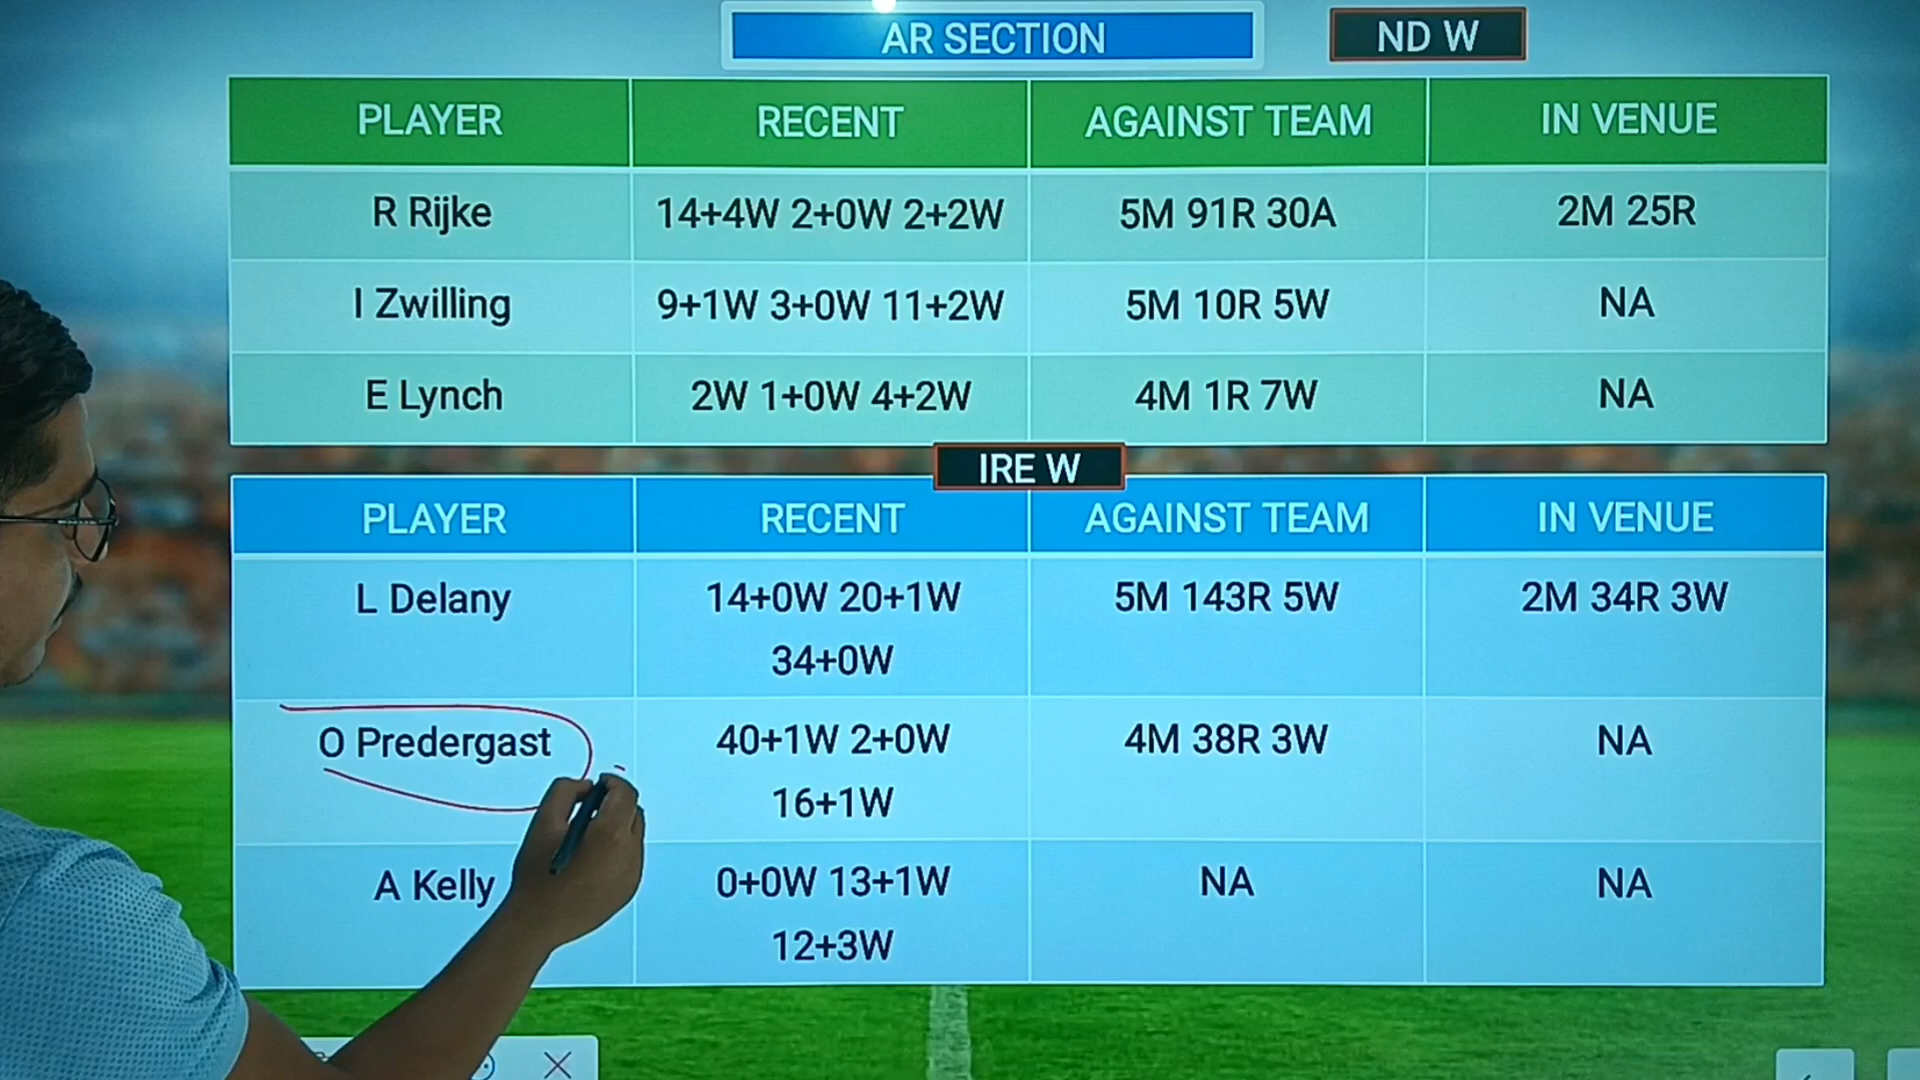 AR SECTION
ND W
PLAYER RECENT AGAINST TEAM IN VENUE
R Rijke 14+4W 2+0W 2+2W 5M 91R 30A 2M 25R
I Zwilling 9+1W 3+0W 11+2W 5M 10R 5W NA
E Lynch 2W 1+0W 4+2W 4M 1R 7W NA
IRE W
PLAYER RECENT AGAINST TEAM IN VENUE
L Delany 14+0W 20+1W 5M 143R 5W 2M 34R 3W
34+0W
O Predergast 40+1W 2+0W 4M 38R 3W NA
16+1W
A Kelly 0+0W 13+1W NA NA
12+3W